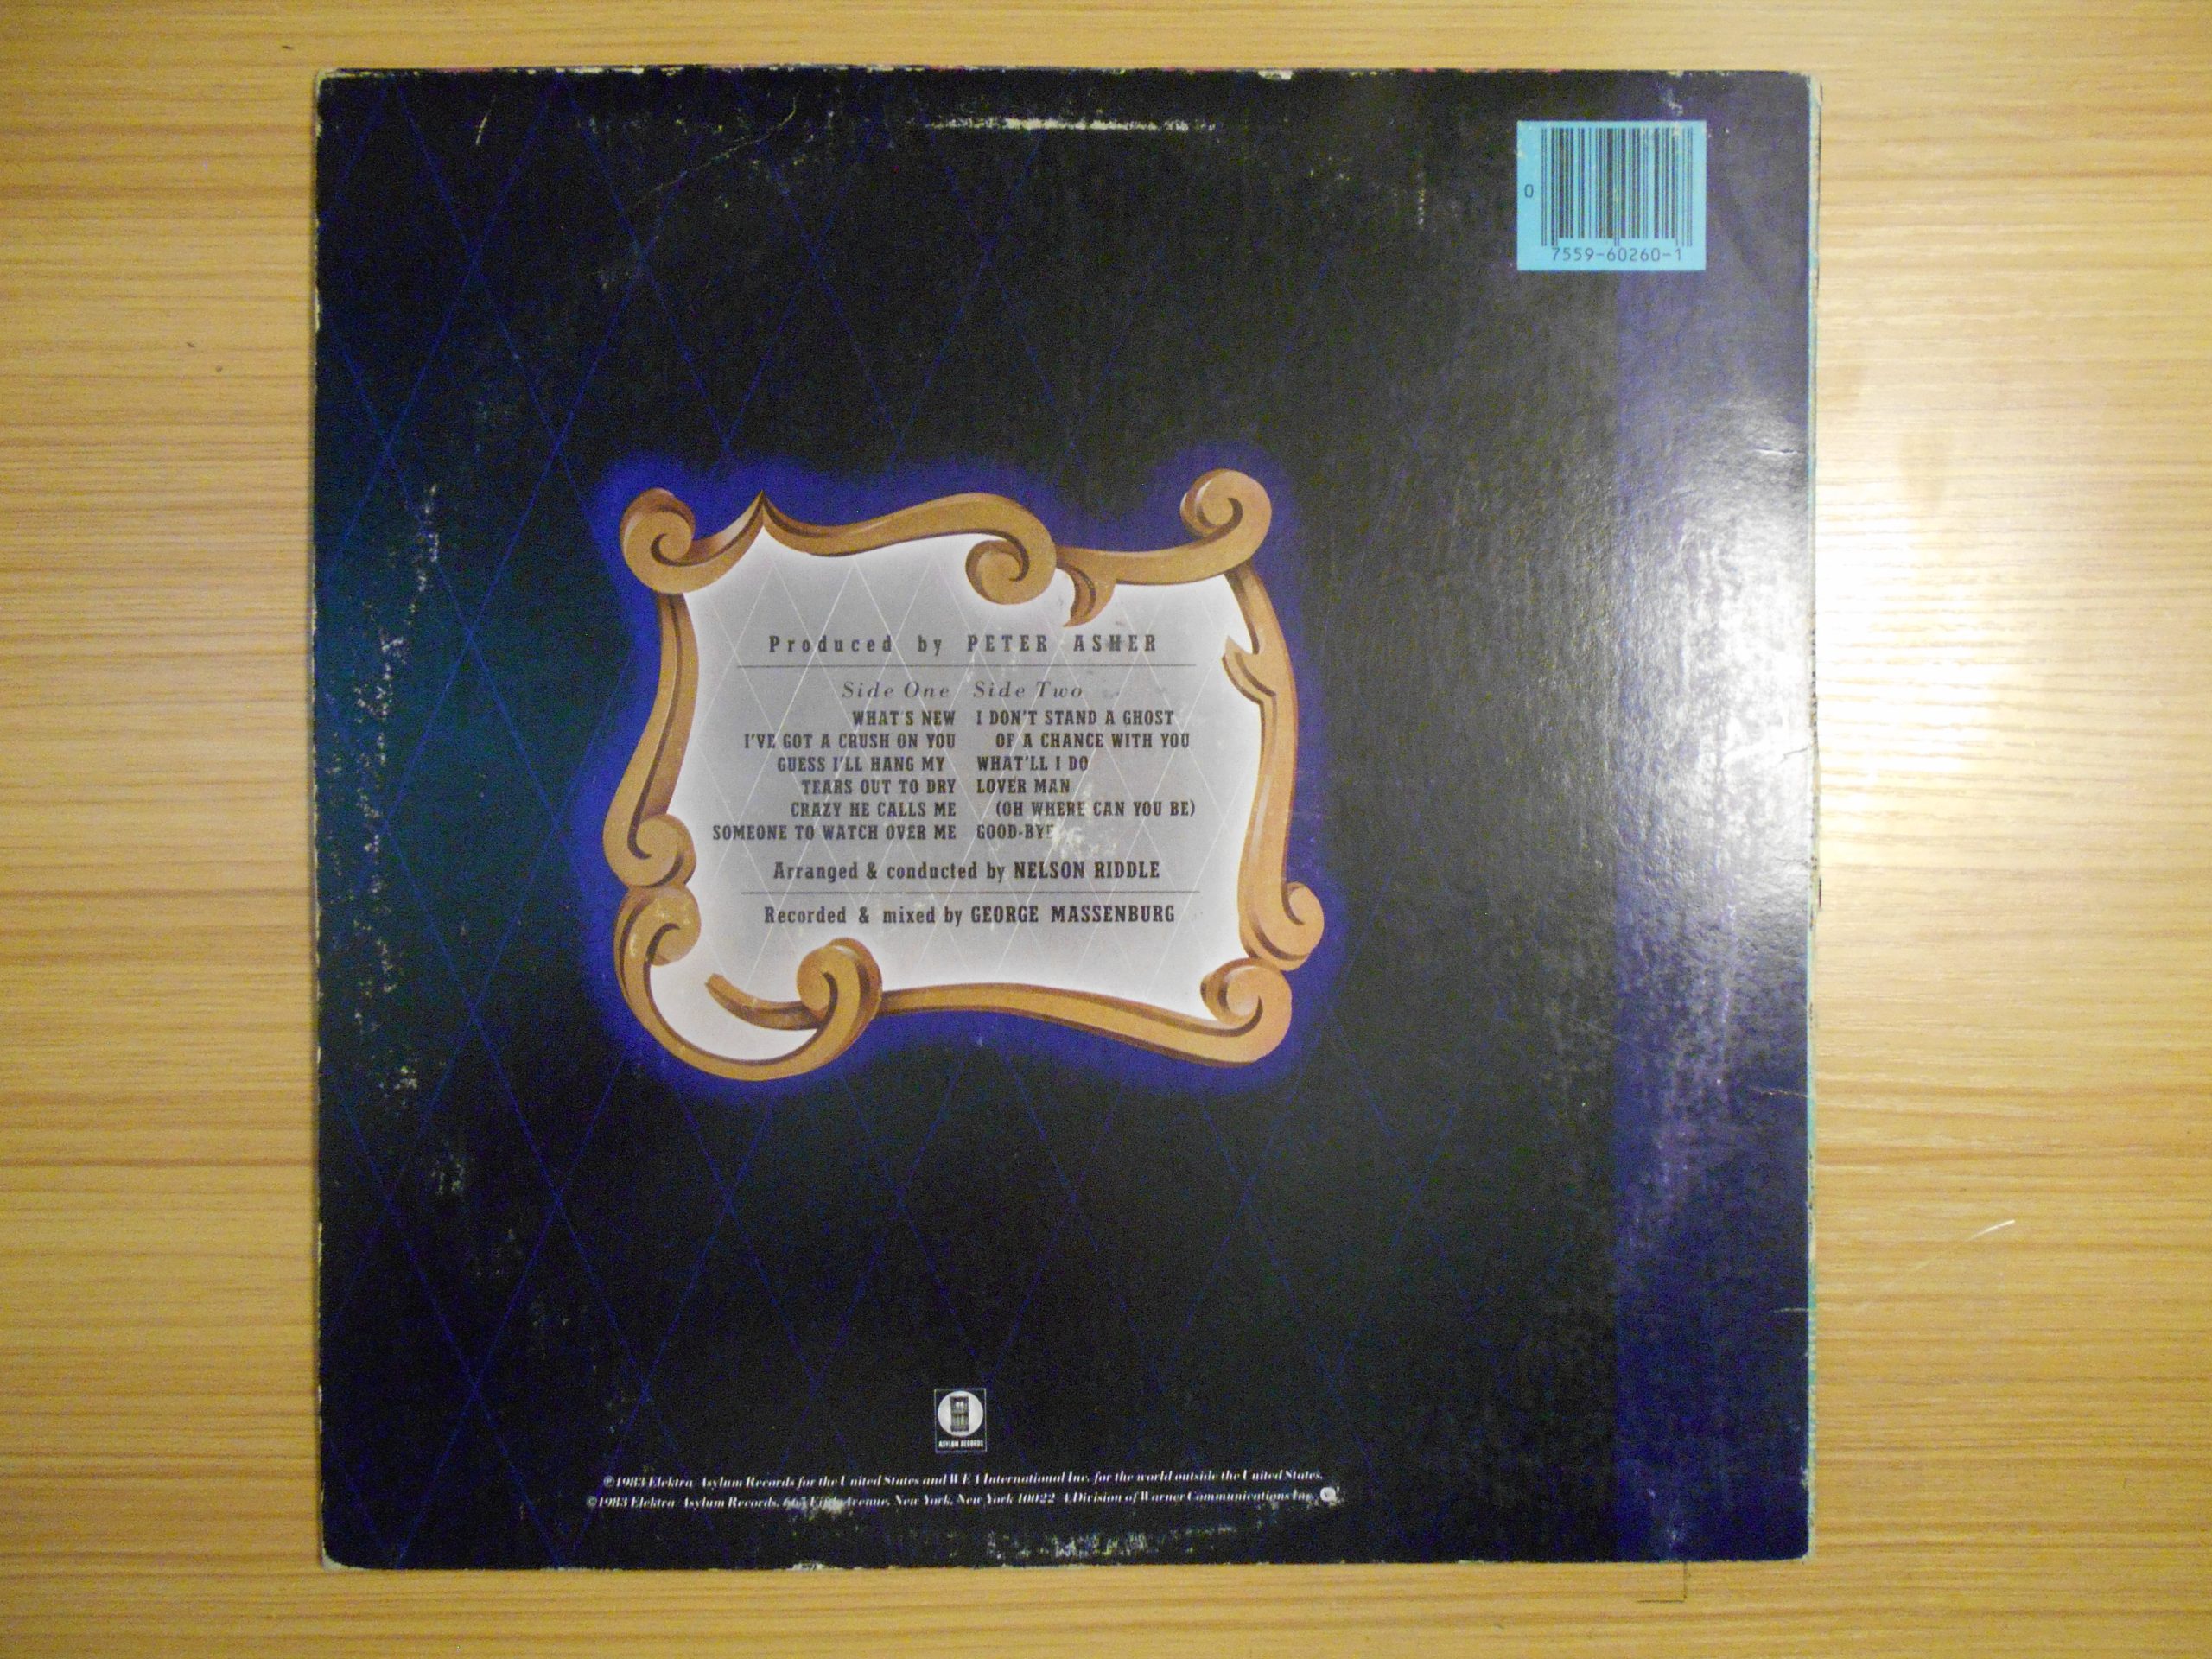 0
7559-60260-1
Produced by PETER ASHER
Side One
WHAT'S NEW
I'VE GOT A CRUSH ON YOU
GUESS I'LL HANG MY
TEARS OUT TO DRY
CRAZY HE CALLS ME
SOMEONE TO WATCH OVER ME
Side Two
I DON'T STAND A GHOST
OF A CHANCE WITH YOU
WHAT'LL I DO
LOVER MAN
(OH WHERE CAN YOU BE)
GOOD-BYE
Arranged & conducted by NELSON RIDDLE
Recorded & mixed by GEORGE MASSENBURG
ASYLUM RECORDS
℗1983 Elektra/Asylum Records for the United States and WEA International Inc. for the world outside the United States.
©1983 Elektra/Asylum Records, 665 Fifth Avenue, New York, New York 10022 A Division of Warner Communications Inc.